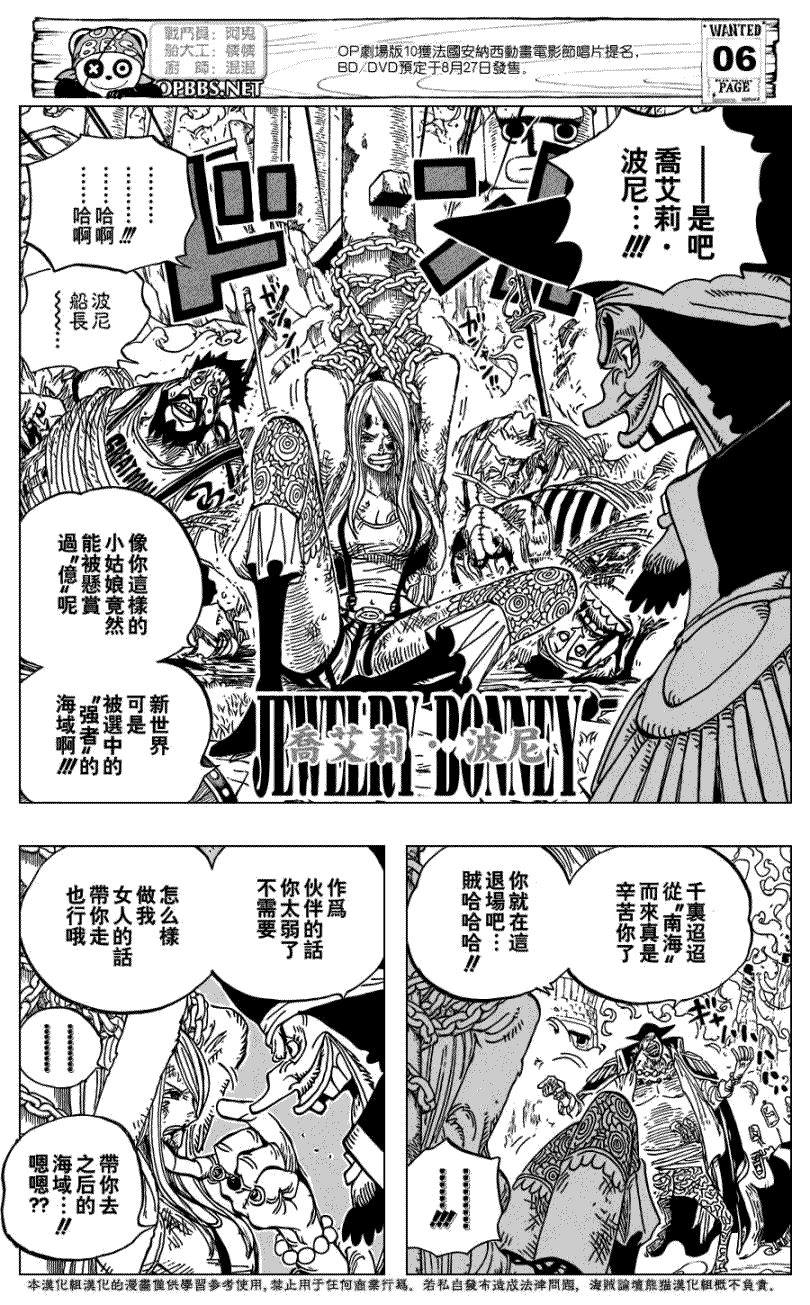 戰鬥員：阿鬼
船大工：憐憐
廚　師：混混
OPBBS.NET
OP劇場版10獲法國安納西動畫電影節唱片提名，
BD/DVD預定于8月27日發售。
WANTED
06
PAGE
——是吧
喬艾莉·
波尼…!!!
………
……哈啊!!!
……哈啊
波尼
船長
~~~……
ドドン
像你這樣的
小姑娘竟然
能被懸賞
過“億”呢
新世界
可是
被選中的
“强者”的
海域啊!!!
JEWELRY BONNEY
喬艾莉·波尼
千裏迢迢
從“南海”
而來真是
辛苦你了
你就在這
退場吧…
賊哈哈哈!!
………!!!
作爲
伙伴的話
你太弱了
不需要
怎么樣
做我
女人的話
帶你走
也行哦
………
帶你去
之后的
海域…!!
嗯嗯??
本漢化組漢化的漫畫僅供學習參考使用，禁止用于任何商業行爲。若私自發布造成法律問題，海賊論壇熊猫漢化組概不負責。